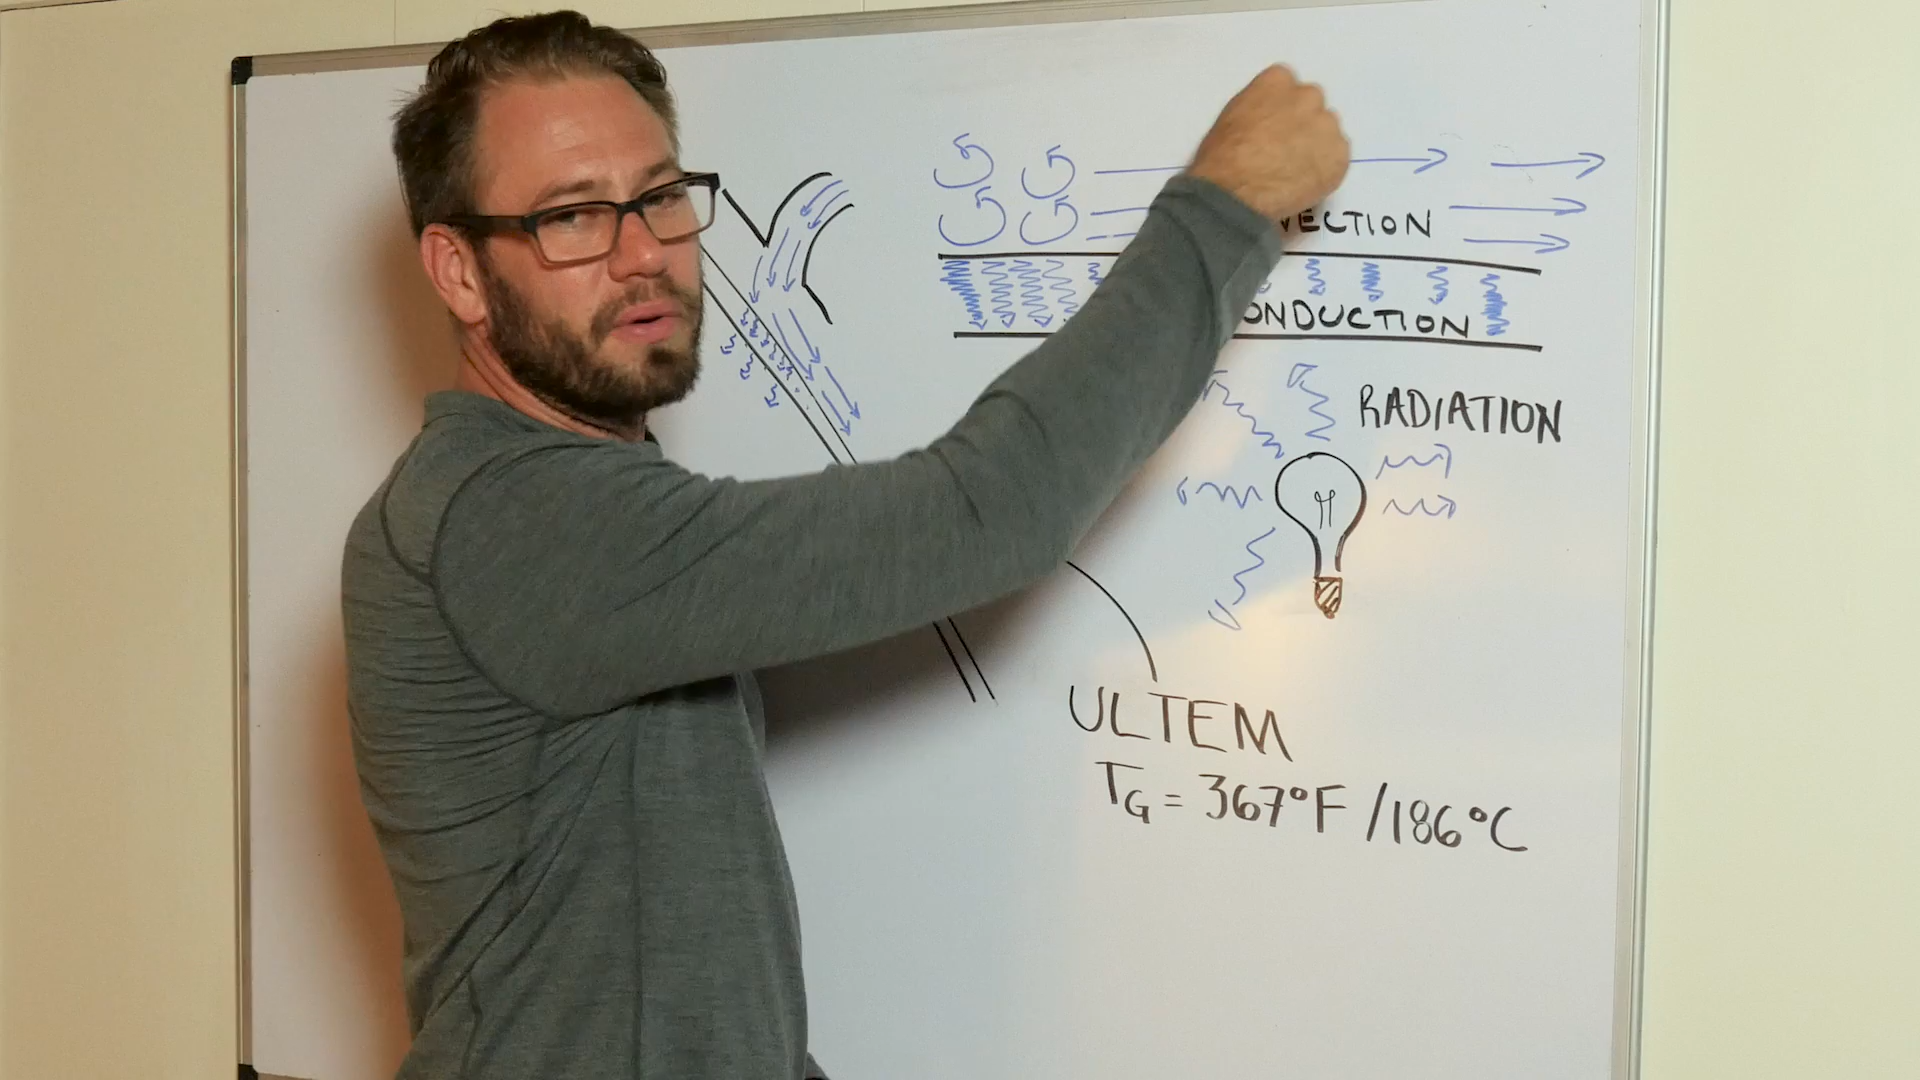 VECTION
ONDUCTION
RADIATION
ULTEM
TG = 367°F /186°C